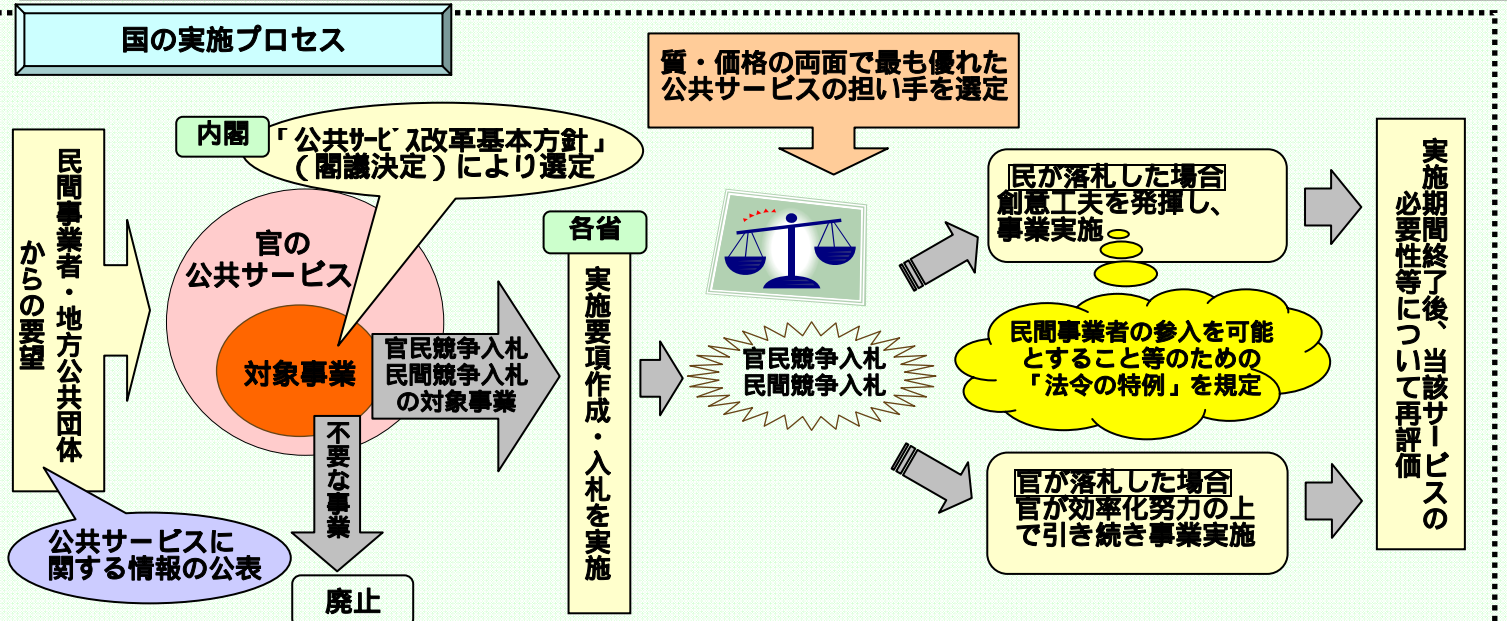 国の実施プロセス
質・価格の両面で最も優れた
公共サービスの担い手を選定
民間事業者・地方公共団体
からの要望
内閣
「公共ｻｰﾋﾞｽ改革基本方針」
（閣議決定）により選定
官の
公共サービス
対象事業
官民競争入札
民間競争入札
の対象事業
不要な事業
廃止
公共サービスに
関する情報の公表
各省
実施要項作成・入札を実施
官民競争入札
民間競争入札
民が落札した場合
創意工夫を発揮し、
事業実施
民間事業者の参入を可能
とすること等のための
「法令の特例」を規定
官が落札した場合
官が効率化努力の上
で引き続き事業実施
実施期間終了後、当該サービスの
必要性等について再評価